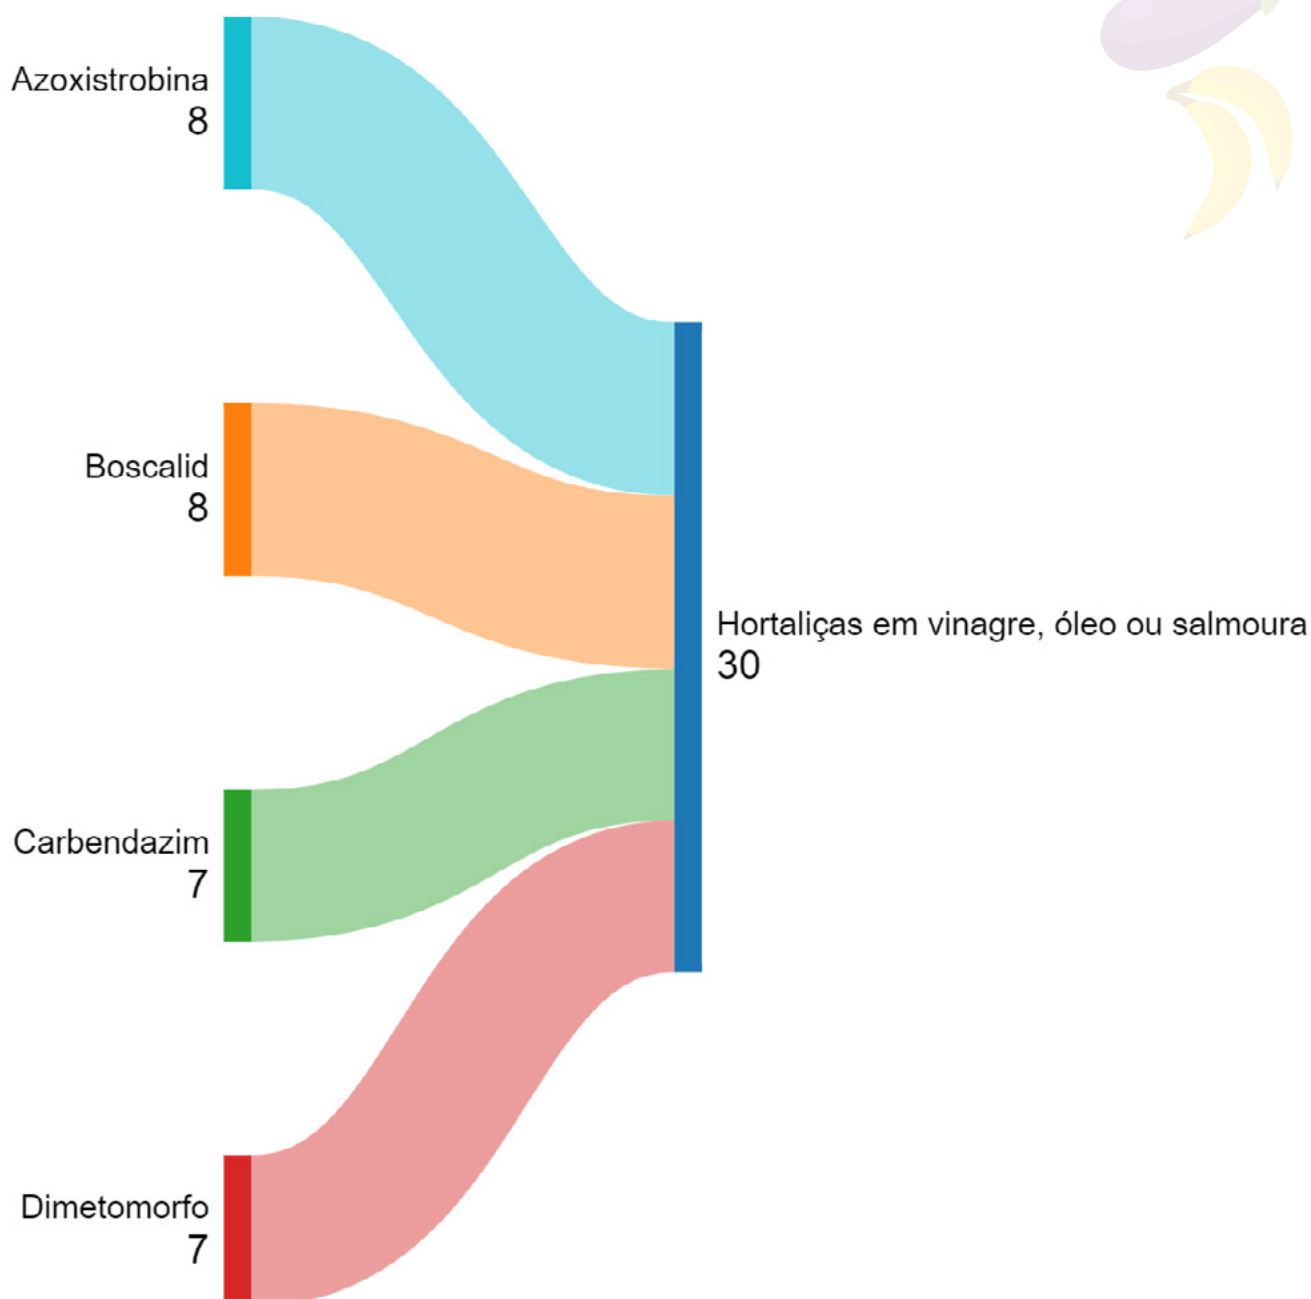 Azoxistrobina
8
Boscalid
8
Hortaliças em vinagre, óleo ou salmoura
30
Carbendazim
7
Dimetomorfo
7